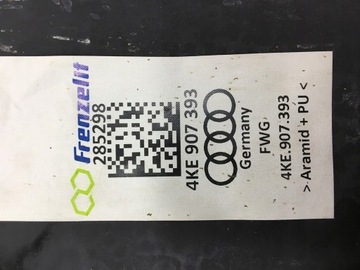 Frenzelit
285298
4KE 907 393
Germany
FWG
4KE.907.393
> Aramid + PU <